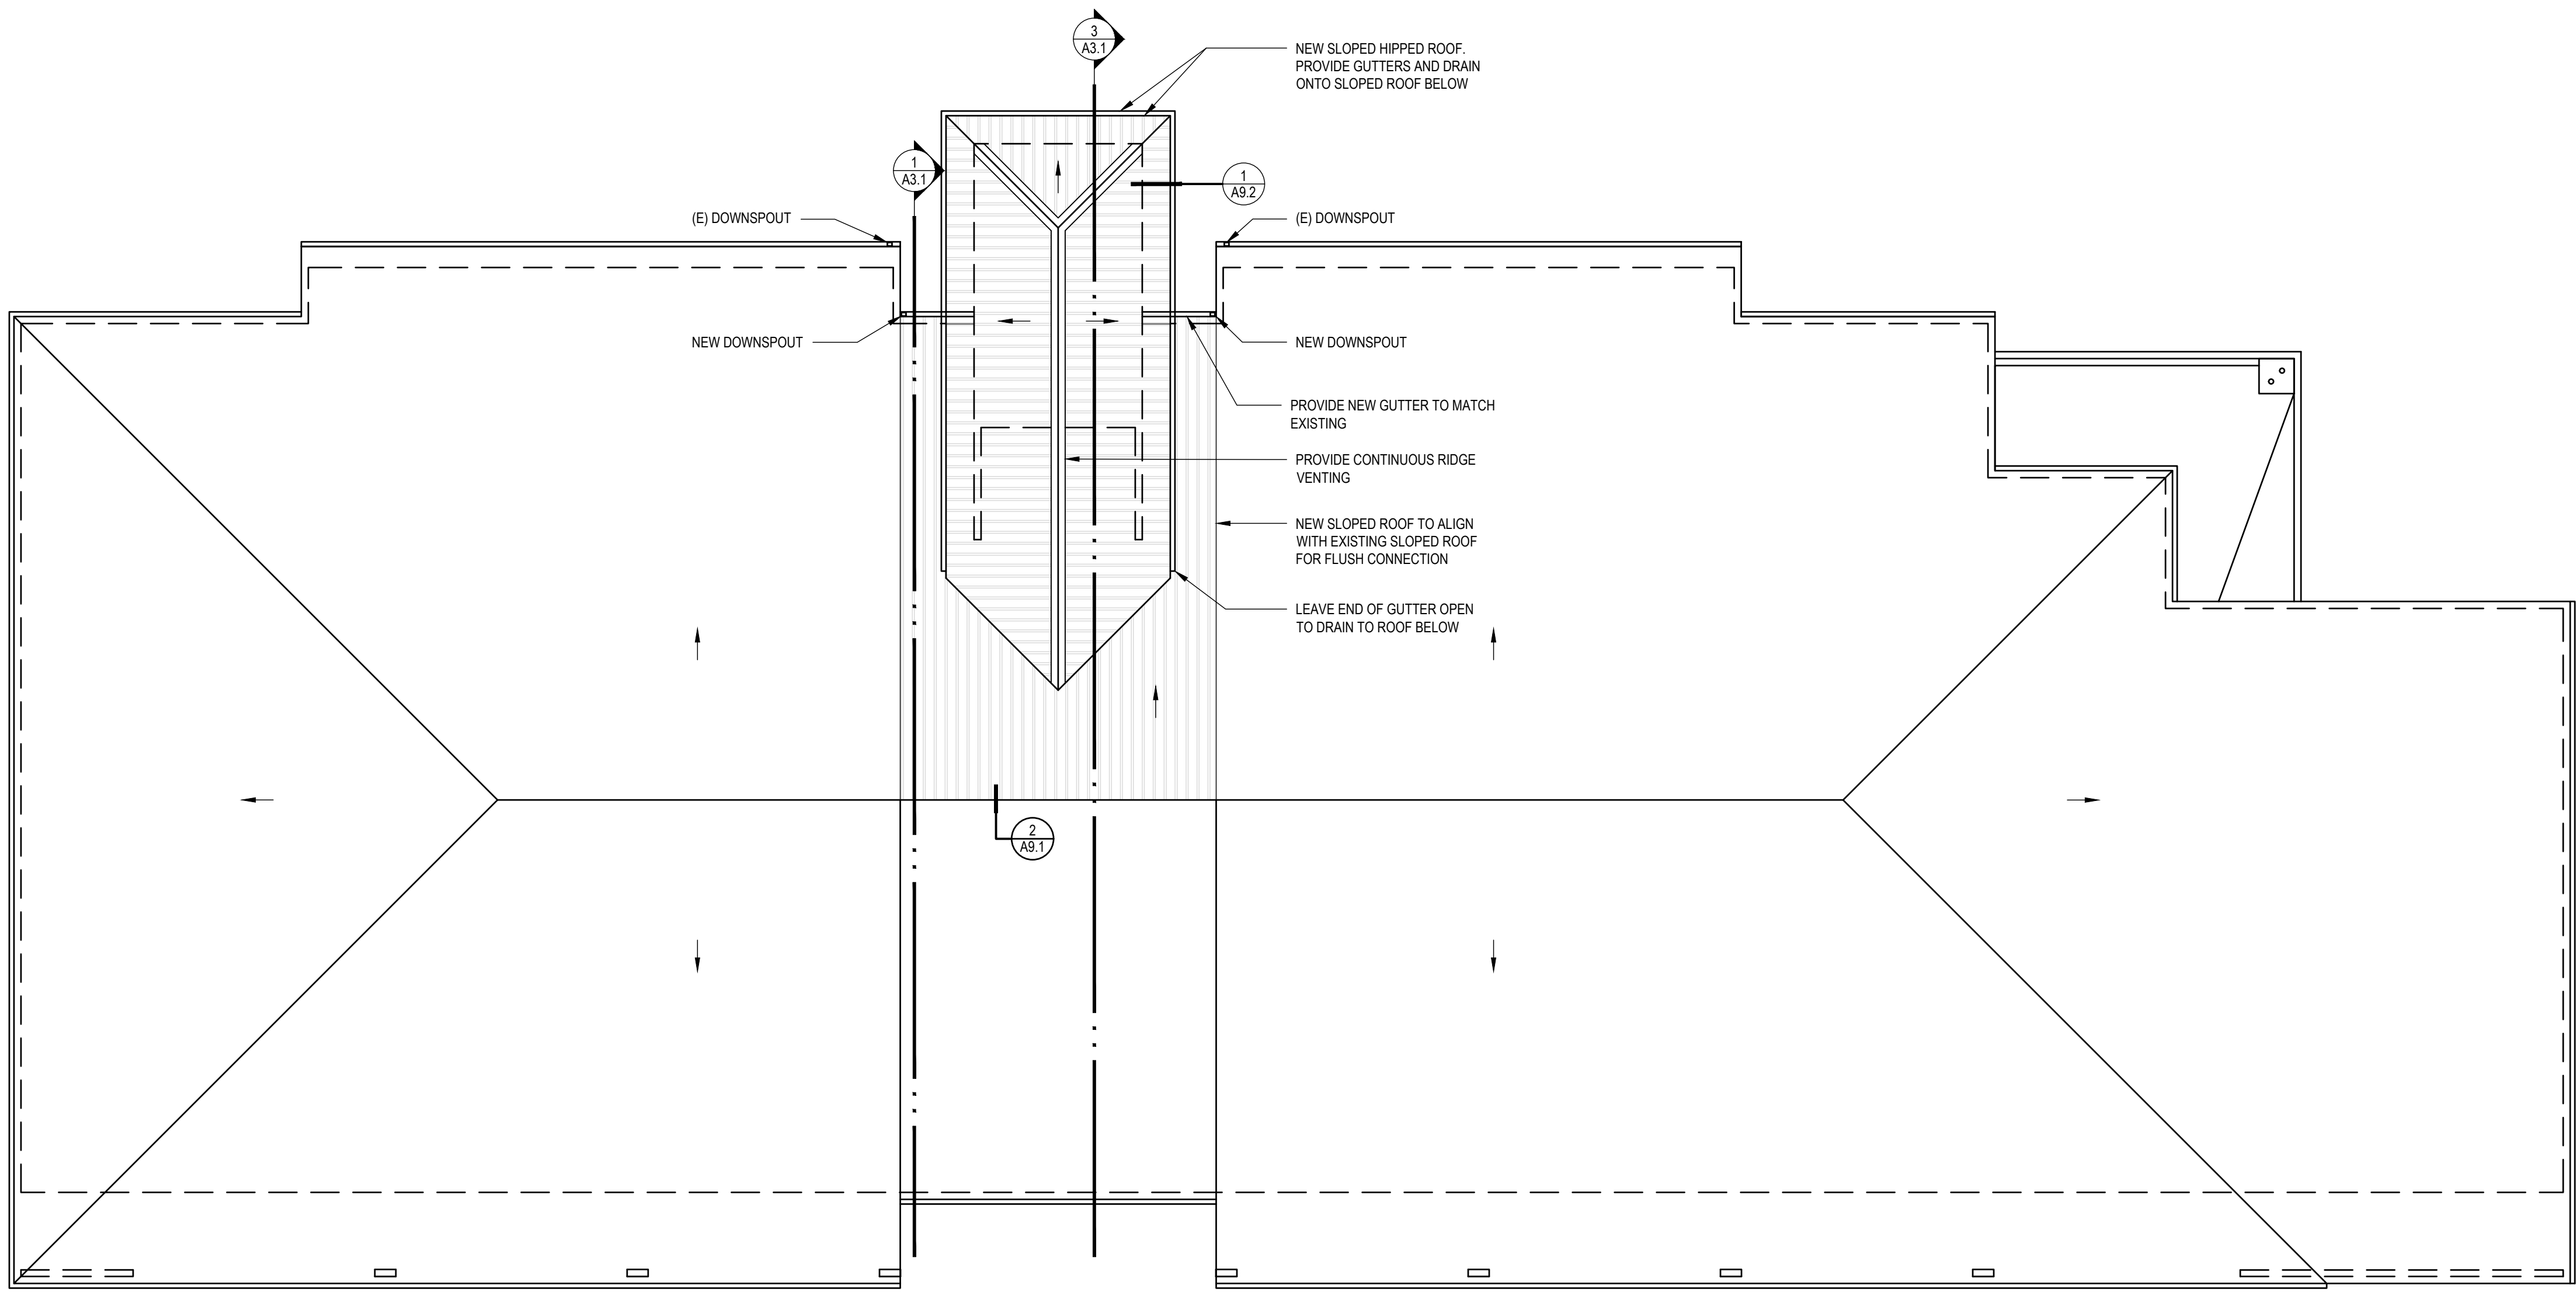 3
A3.1
NEW SLOPED HIPPED ROOF.
PROVIDE GUTTERS AND DRAIN
ONTO SLOPED ROOF BELOW
1
A3.1
1
A9.2
(E) DOWNSPOUT
(E) DOWNSPOUT
NEW DOWNSPOUT
NEW DOWNSPOUT
PROVIDE NEW GUTTER TO MATCH
EXISTING
PROVIDE CONTINUOUS RIDGE
VENTING
NEW SLOPED ROOF TO ALIGN
WITH EXISTING SLOPED ROOF
FOR FLUSH CONNECTION
LEAVE END OF GUTTER OPEN
TO DRAIN TO ROOF BELOW
2
A9.1